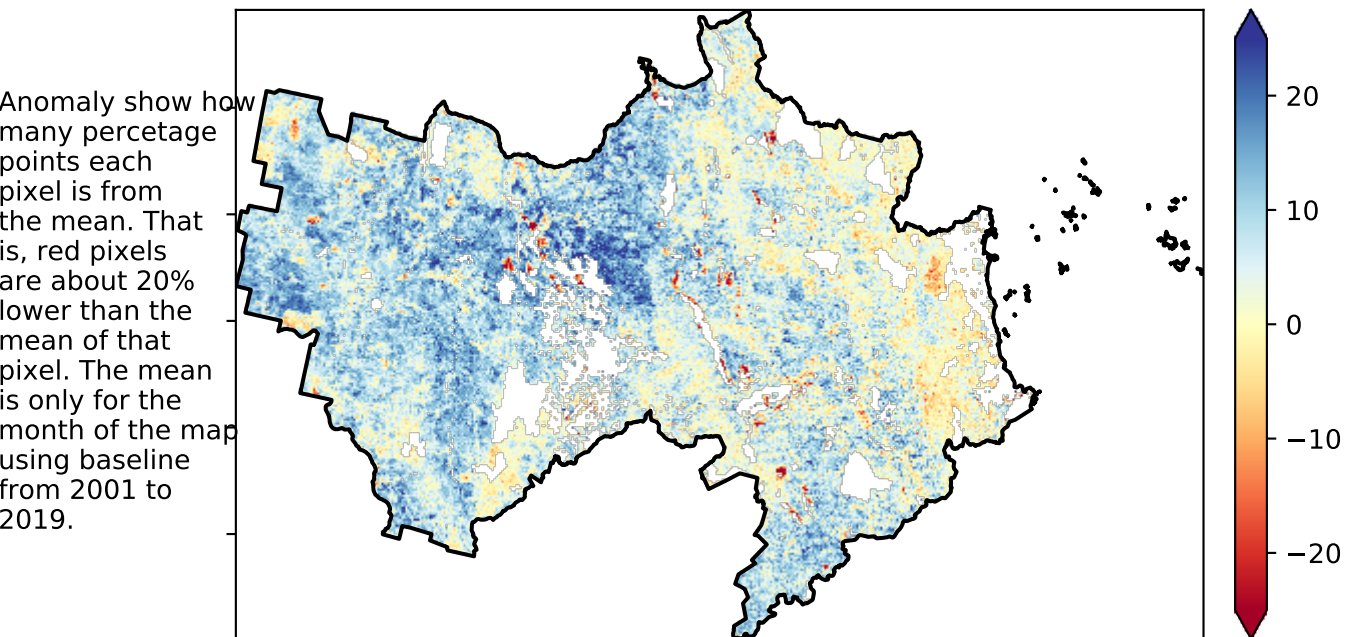 Anomaly show how
many percetage
points each
pixel is from
the mean. That
is, red pixels
are about 20%
lower than the
mean of that
pixel. The mean
is only for the
month of the map
using baseline
from 2001 to
2019.
20
10
0
−10
−20